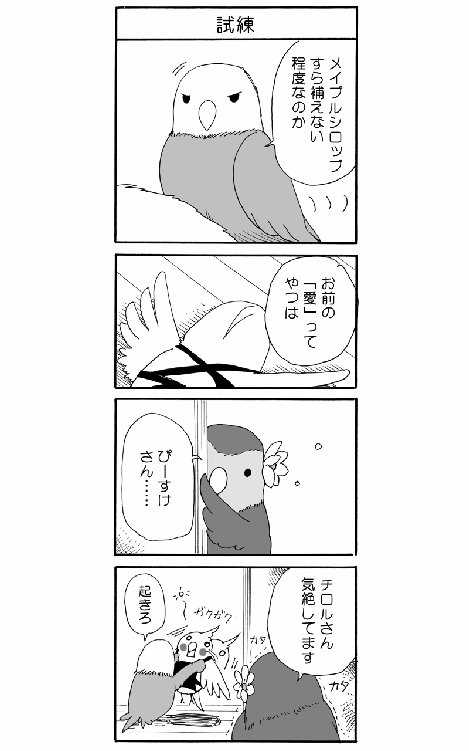 試練
メイプルシロップ
すら補えない
程度なのか
お前の
「愛」って
やつは
ぴーすけ
さん……
チロルさん
気絶してます
カタ
カタ
ガクガク
起きろ